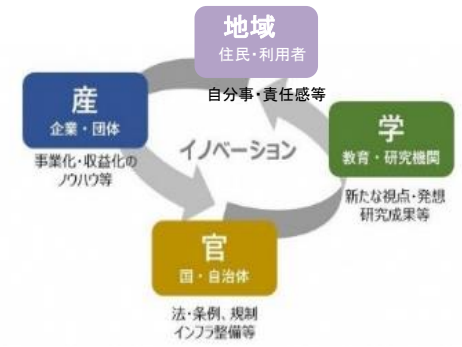 地域
住民・利用者
自分事・責任感等
産
企業・団体
事業化・収益化の
ノウハウ等
イノベーション
学
教育・研究機関
新たな視点・発想
研究成果等
官
国・自治体
法・条例、規制
インフラ整備等